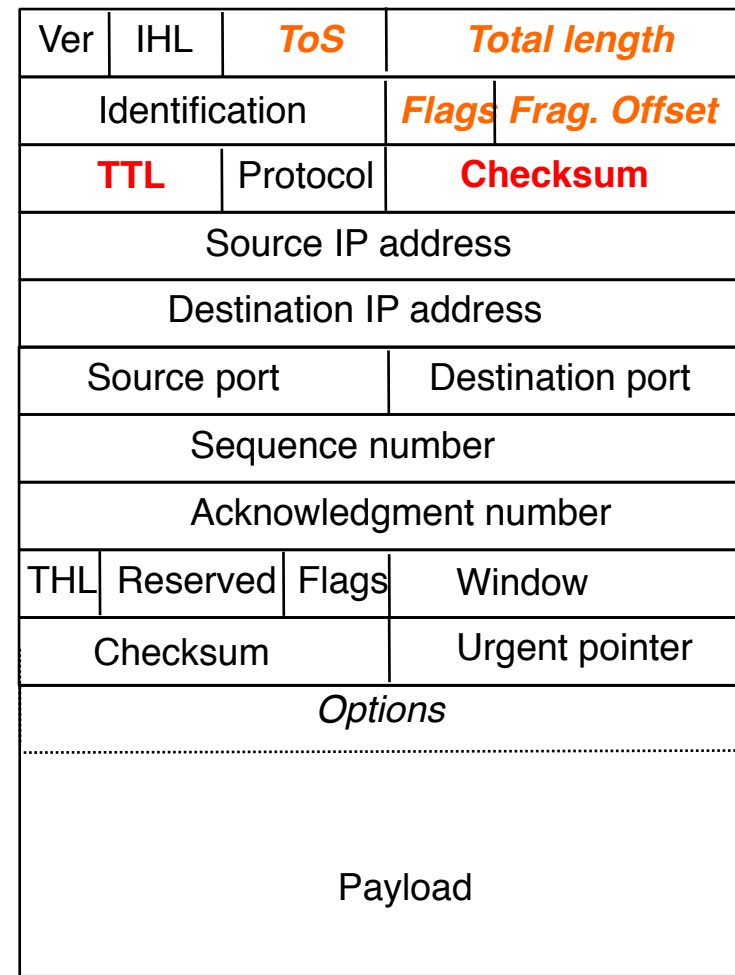 Ver IHL ToS Total length
Identification Flags Frag. Offset
TTL Protocol Checksum
Source IP address
Destination IP address
Source port Destination port
Sequence number
Acknowledgment number
THL Reserved Flags Window
Checksum Urgent pointer
Options
Payload